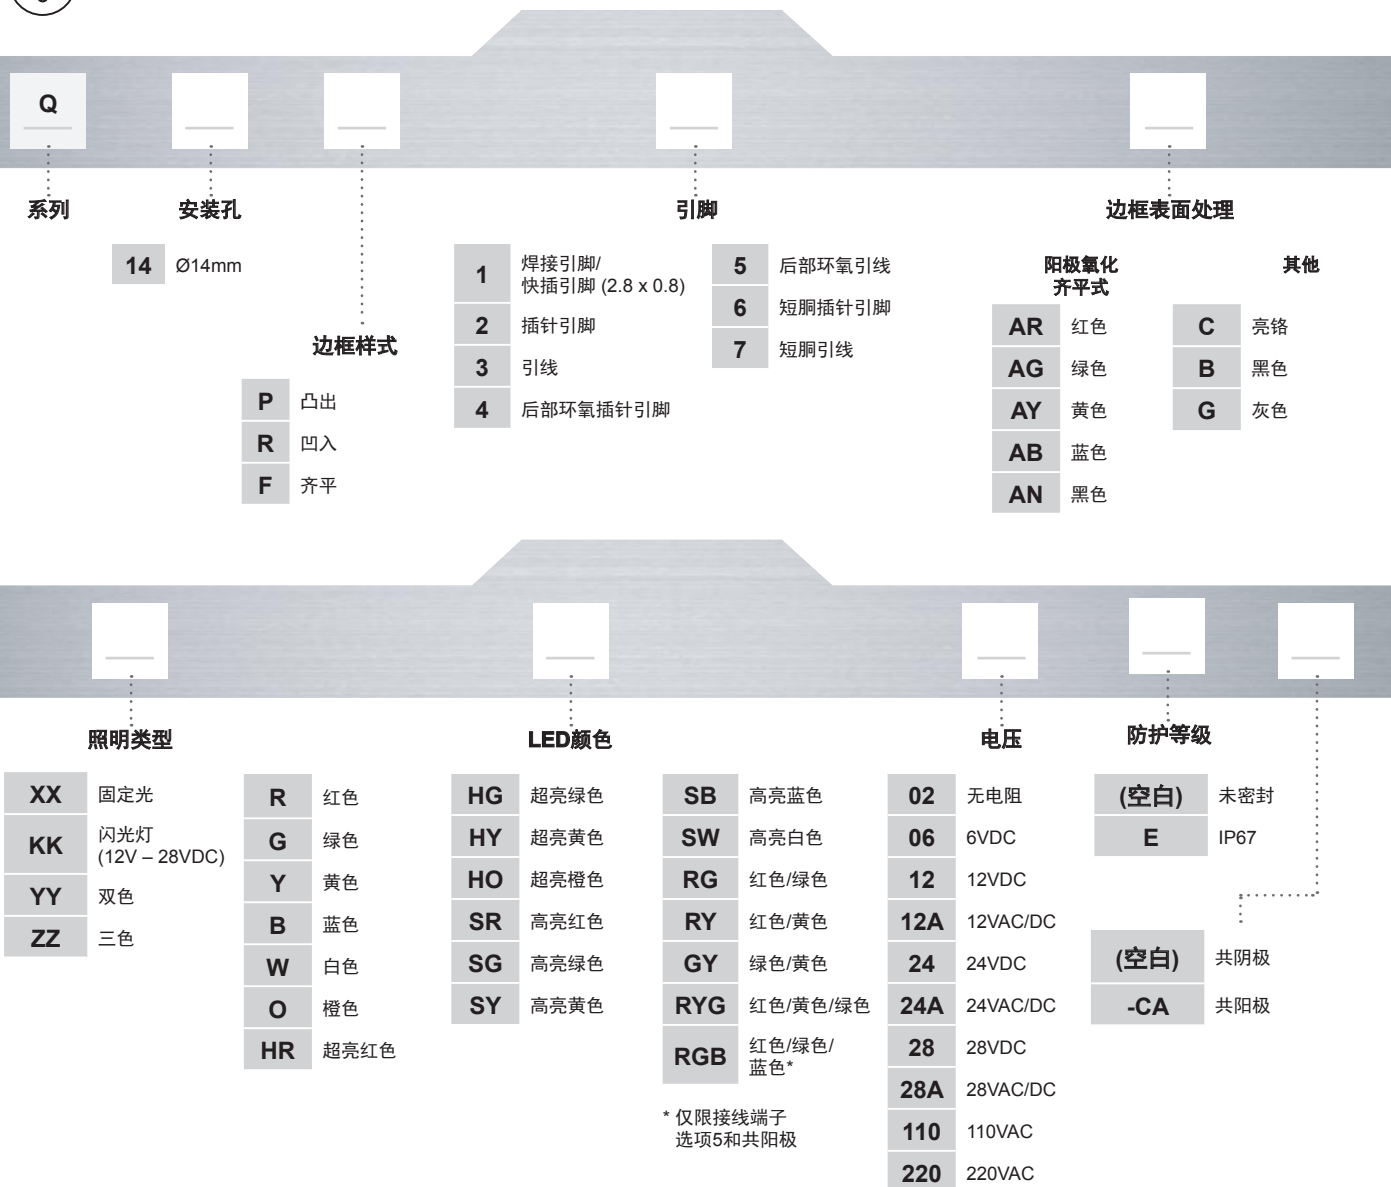 Q
系列
安装孔
14 Ø14mm
边框样式
P 凸出
R 凹入
F 齐平
引脚
1 焊接引脚/
快插引脚 (2.8 x 0.8)
2 插针引脚
3 引线
4 后部环氧插针引脚
5 后部环氧引线
6 短胴插针引脚
7 短胴引线
边框表面处理
阳极氧化
齐平式
AR 红色
AG 绿色
AY 黄色
AB 蓝色
AN 黑色
其他
C 亮铬
B 黑色
G 灰色
照明类型
XX 固定光
KK 闪光灯
(12V – 28VDC)
YY 双色
ZZ 三色
LED颜色
R 红色
G 绿色
Y 黄色
B 蓝色
W 白色
O 橙色
HR 超亮红色
HG 超亮绿色
HY 超亮黄色
HO 超亮橙色
SR 高亮红色
SG 高亮绿色
SY 高亮黄色
SB 高亮蓝色
SW 高亮白色
RG 红色/绿色
RY 红色/黄色
GY 绿色/黄色
RYG 红色/黄色/绿色
RGB 红色/绿色/
蓝色*
* 仅限接线端子
选项5和共阳极
电压
02 无电阻
06 6VDC
12 12VDC
12A 12VAC/DC
24 24VDC
24A 24VAC/DC
28 28VDC
28A 28VAC/DC
110 110VAC
220 220VAC
防护等级
(空白) 未密封
E IP67
(空白) 共阴极
-CA 共阳极